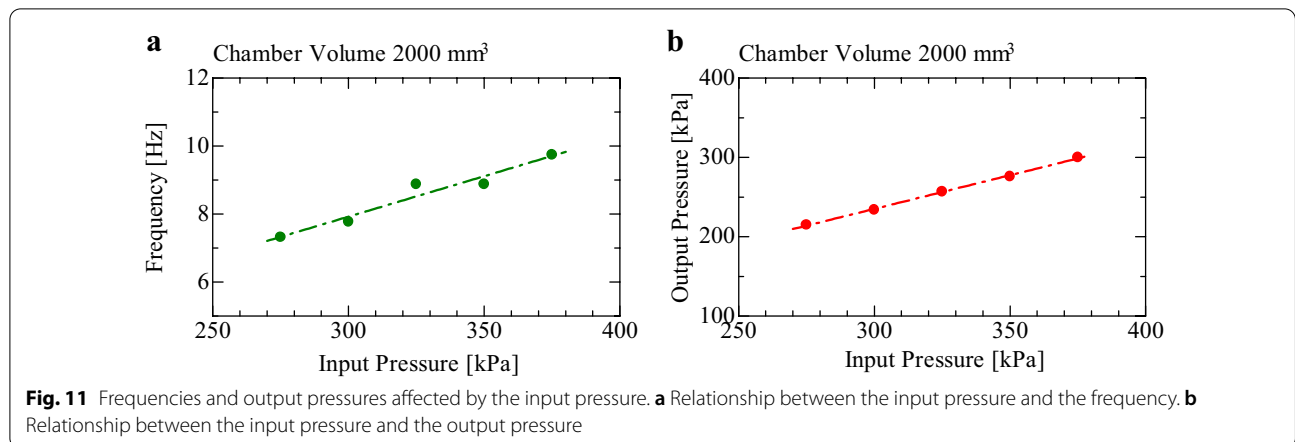 a
Chamber Volume 2000 mm³
12
10
8
6
Frequency [Hz]
250 300 350 400
Input Pressure [kPa]
b
Chamber Volume 2000 mm³
400
300
200
100
Output Pressure [kPa]
250 300 350 400
Input Pressure [kPa]
Fig. 11 Frequencies and output pressures affected by the input pressure. a Relationship between the input pressure and the frequency. b
Relationship between the input pressure and the output pressure